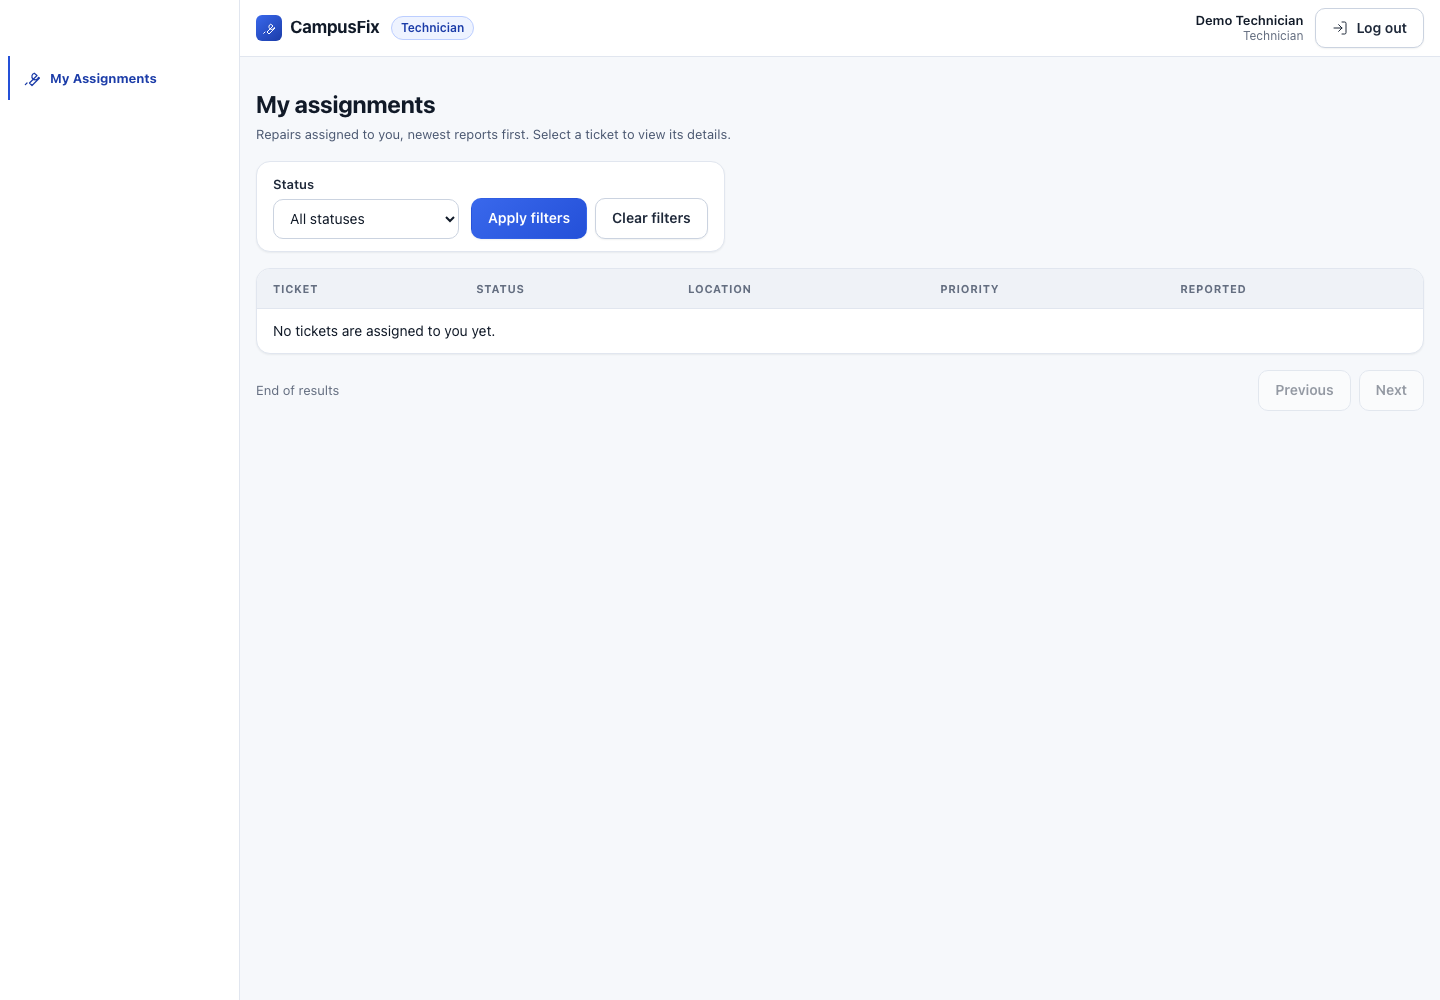 CampusFix
Technician
Demo Technician
Technician
Log out
My Assignments
My assignments
Repairs assigned to you, newest reports first. Select a ticket to view its details.
Status
All statuses
Apply filters
Clear filters
TICKET STATUS LOCATION PRIORITY REPORTED
No tickets are assigned to you yet.
End of results
Previous
Next